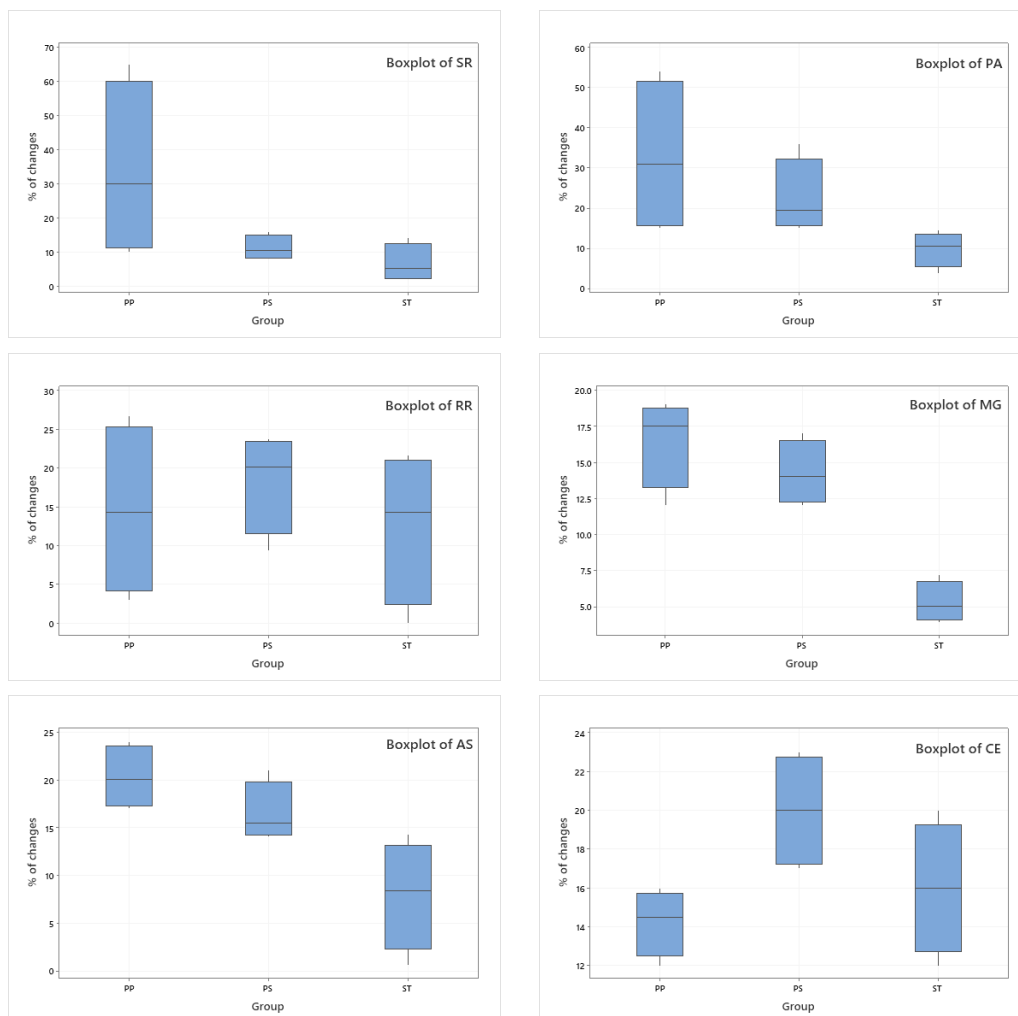 Boxplot of SR
70
60
50
40
30
20
10
0
% of changes
PP PS ST
Group
Boxplot of PA
60
50
40
30
20
10
0
% of changes
PP PS ST
Group
Boxplot of RR
30
25
20
15
10
5
0
% of changes
PP PS ST
Group
Boxplot of MG
20.0
17.5
15.0
12.5
10.0
7.5
5.0
% of changes
PP PS ST
Group
Boxplot of AS
25
20
15
10
5
0
% of changes
PP PS ST
Group
Boxplot of CE
24
22
20
18
16
14
12
% of changes
PP PS ST
Group